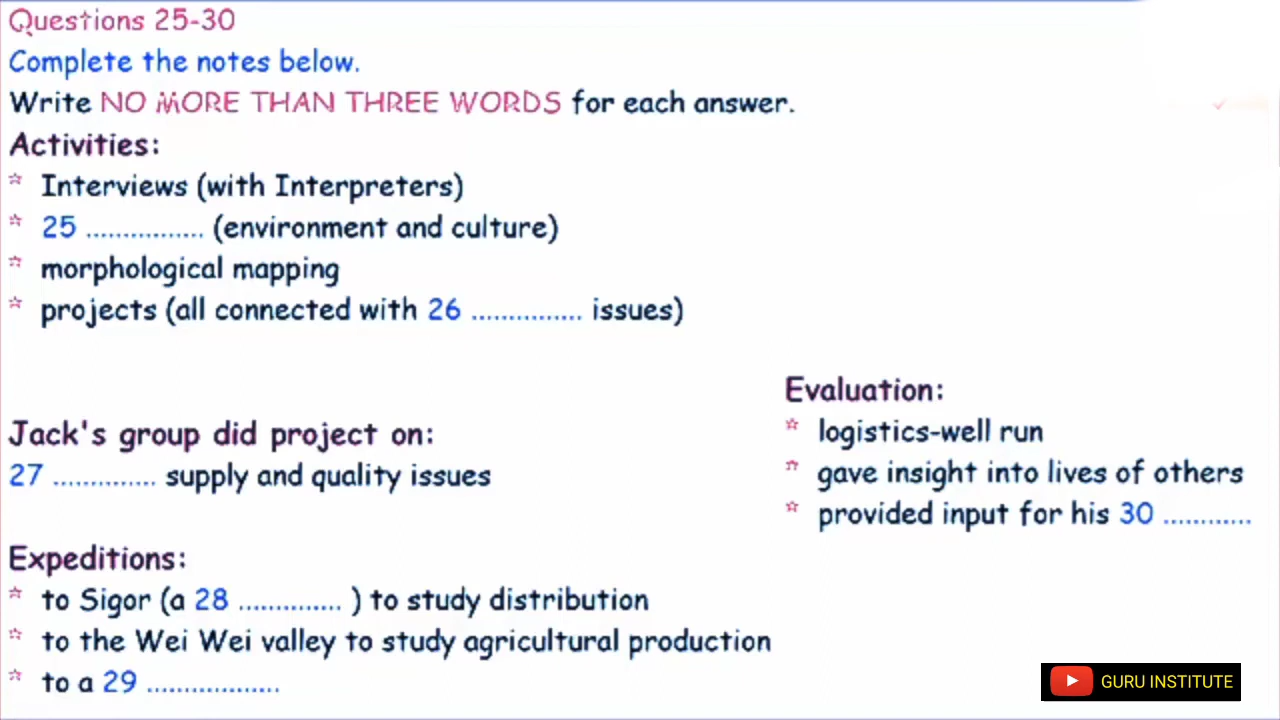 Questions 25-30
Complete the notes below.
Write NO MORE THAN THREE WORDS for each answer.
Activities:
☆ Interviews (with Interpreters)
☆ 25 ................ (environment and culture)
☆ morphological mapping
☆ projects (all connected with 26 ............... issues)
Jack's group did project on:
27 .............. supply and quality issues
Expeditions:
☆ to Sigor (a 28 .............. ) to study distribution
☆ to the Wei Wei valley to study agricultural production
☆ to a 29 ..................
Evaluation:
☆ logistics-well run
☆ gave insight into lives of others
☆ provided input for his 30 ............
GURU INSTITUTE